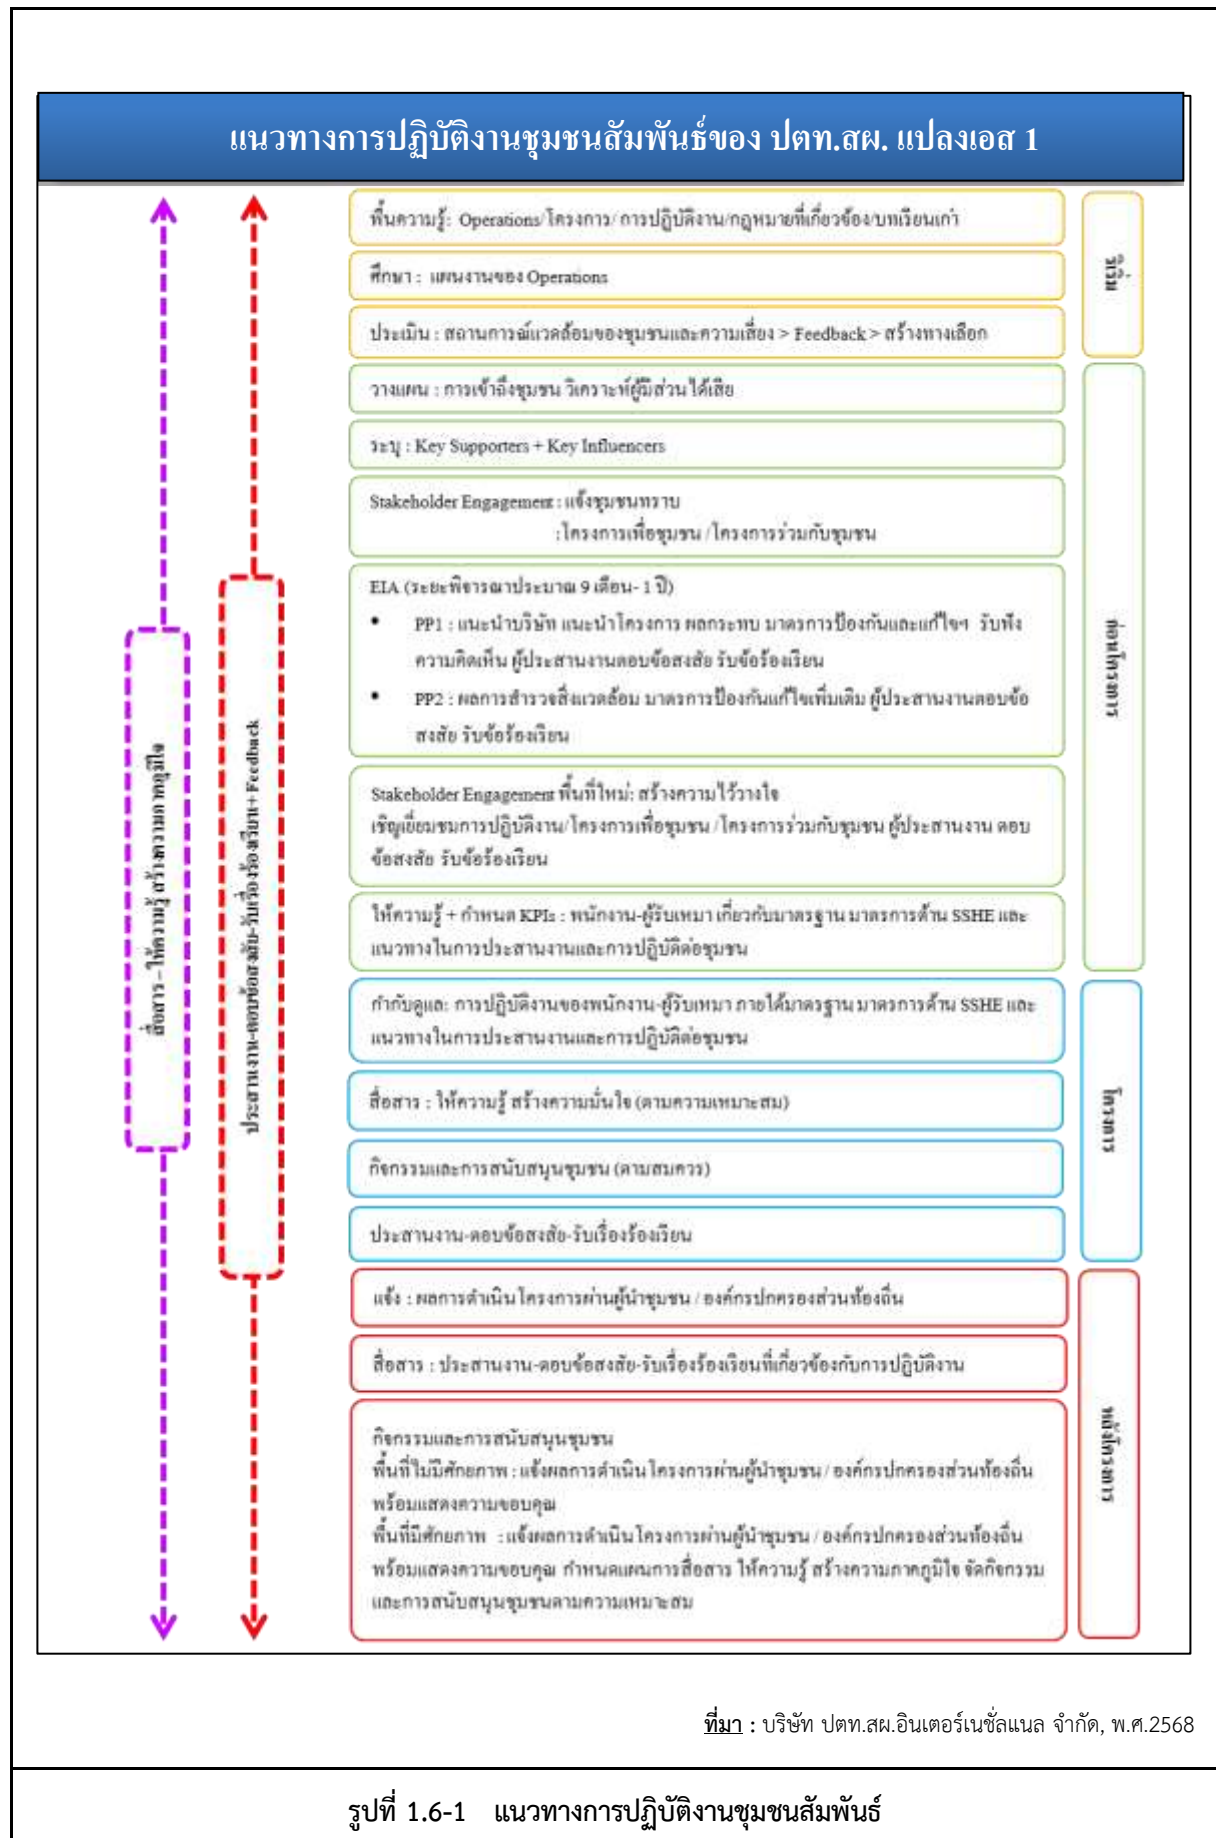 แนวทางการปฏิบัติงานชุมชนสัมพันธ์ของ ปตท.สผ. แปลงเอส 1
พื้นความรู้: Operations/โครงการ/ การปฏิบัติงาน/กฎหมายที่เกี่ยวข้อง/บทเรียนเก่า
ศึกษา : แผนงานของ Operations
ประเมิน : สถานการณ์แวดล้อมของชุมชนและความเสี่ยง > Feedback > สร้างทางเลือก
ริเริ่ม
วางแผน : การเข้าถึงชุมชน วิเคราะห์ผู้มีส่วนได้เสีย
ระบุ : Key Supporters + Key Influencers
Stakeholder Engagement : แจ้งชุมชนทราบ
:โครงการเพื่อชุมชน /โครงการร่วมกับชุมชน
EIA (ระยะพิจารณาประมาณ 9 เดือน- 1 ปี)
• PP1 : แนะนำบริษัท แนะนำโครงการ ผลกระทบ มาตรการป้องกันและแก้ไขฯ รับฟัง
ความคิดเห็น ผู้ประสานงานตอบข้อสงสัย รับข้อร้องเรียน
• PP2 : ผลการสำรวจสิ่งแวดล้อม มาตรการป้องกันแก้ไขเพิ่มเติม ผู้ประสานงานตอบข้อ
สงสัย รับข้อร้องเรียน
Stakeholder Engagement พื้นที่ใหม่: สร้างความไว้วางใจ
เชิญเยี่ยมชมการปฏิบัติงาน/โครงการเพื่อชุมชน /โครงการร่วมกับชุมชน ผู้ประสานงาน ตอบ
ข้อสงสัย รับข้อร้องเรียน
ให้ความรู้ + กำหนด KPIs : พนักงาน-ผู้รับเหมา เกี่ยวกับมาตรฐาน มาตรการด้าน SSHE และ
แนวทางในการประสานงานและการปฏิบัติต่อชุมชน
ก่อนโครงการ
กำกับดูแล: การปฏิบัติงานของพนักงาน-ผู้รับเหมา ภายใต้มาตรฐาน มาตรการด้าน SSHE และ
แนวทางในการประสานงานและการปฏิบัติต่อชุมชน
สื่อสาร : ให้ความรู้ สร้างความมั่นใจ (ตามความเหมาะสม)
กิจกรรมและการสนับสนุนชุมชน (ตามสมควร)
ประสานงาน-ตอบข้อสงสัย-รับเรื่องร้องเรียน
โครงการ
แจ้ง : ผลการดำเนินโครงการผ่านผู้นำชุมชน / องค์กรปกครองส่วนท้องถิ่น
สื่อสาร : ประสานงาน-ตอบข้อสงสัย-รับเรื่องร้องเรียนที่เกี่ยวข้องกับการปฏิบัติงาน
กิจกรรมและการสนับสนุนชุมชน
พื้นที่ไม่มีศักยภาพ : แจ้งผลการดำเนินโครงการผ่านผู้นำชุมชน / องค์กรปกครองส่วนท้องถิ่น
พร้อมแสดงความขอบคุณ
พื้นที่มีศักยภาพ : แจ้งผลการดำเนินโครงการผ่านผู้นำชุมชน / องค์กรปกครองส่วนท้องถิ่น
พร้อมแสดงความขอบคุณ กำหนดแผนการสื่อสาร ให้ความรู้ สร้างความภาคภูมิใจ จัดกิจกรรม
และการสนับสนุนชุมชนตามความเหมาะสม
หลังโครงการ
สื่อสาร – ให้ความรู้ สร้างความภาคภูมิใจ
ประสานงาน-ตอบข้อสงสัย-รับเรื่องร้องเรียน+ Feedback
ที่มา : บริษัท ปตท.สผ.อินเตอร์เนชั่ลแนล จำกัด, พ.ศ.2568
รูปที่ 1.6-1 แนวทางการปฏิบัติงานชุมชนสัมพันธ์